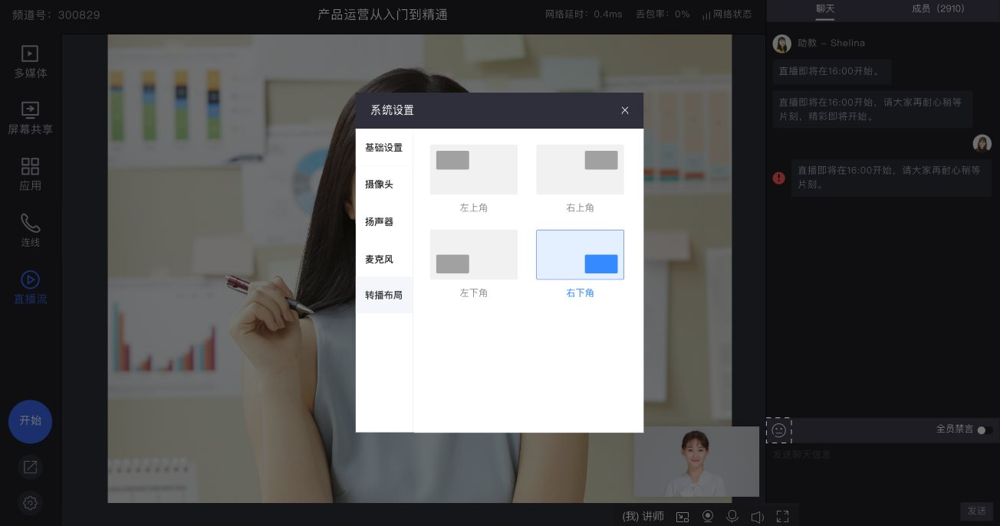 频道号：300829
产品运营从入门到精通
网络延时：0.4ms 丢包率：0% 网络状态
聊天
成员（2910）
多媒体
屏幕共享
应用
连线
直播流
开始
系统设置
基础设置
摄像头
扬声器
麦克风
转播布局
左上角
右上角
左下角
右下角
助教 – Shelina
直播即将在16:00开始。
直播即将在16:00开始，请大家再耐心稍等
片刻，精彩即将开始。
直播即将在16:00开始，请大家再耐心稍等
片刻。
全员禁言
发送聊天信息
发送
(我) 讲师